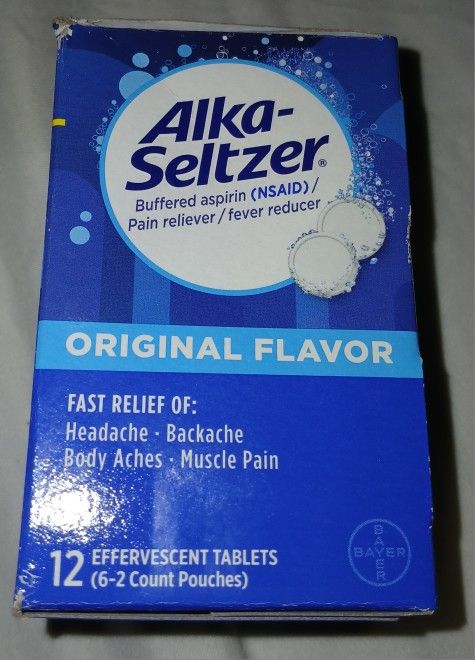 Alka-
Seltzer®
Buffered aspirin (NSAID) /
Pain reliever / fever reducer
ORIGINAL FLAVOR
FAST RELIEF OF:
Headache · Backache
Body Aches · Muscle Pain
12 EFFERVESCENT TABLETS
(6-2 Count Pouches)
BAYER
BAYER